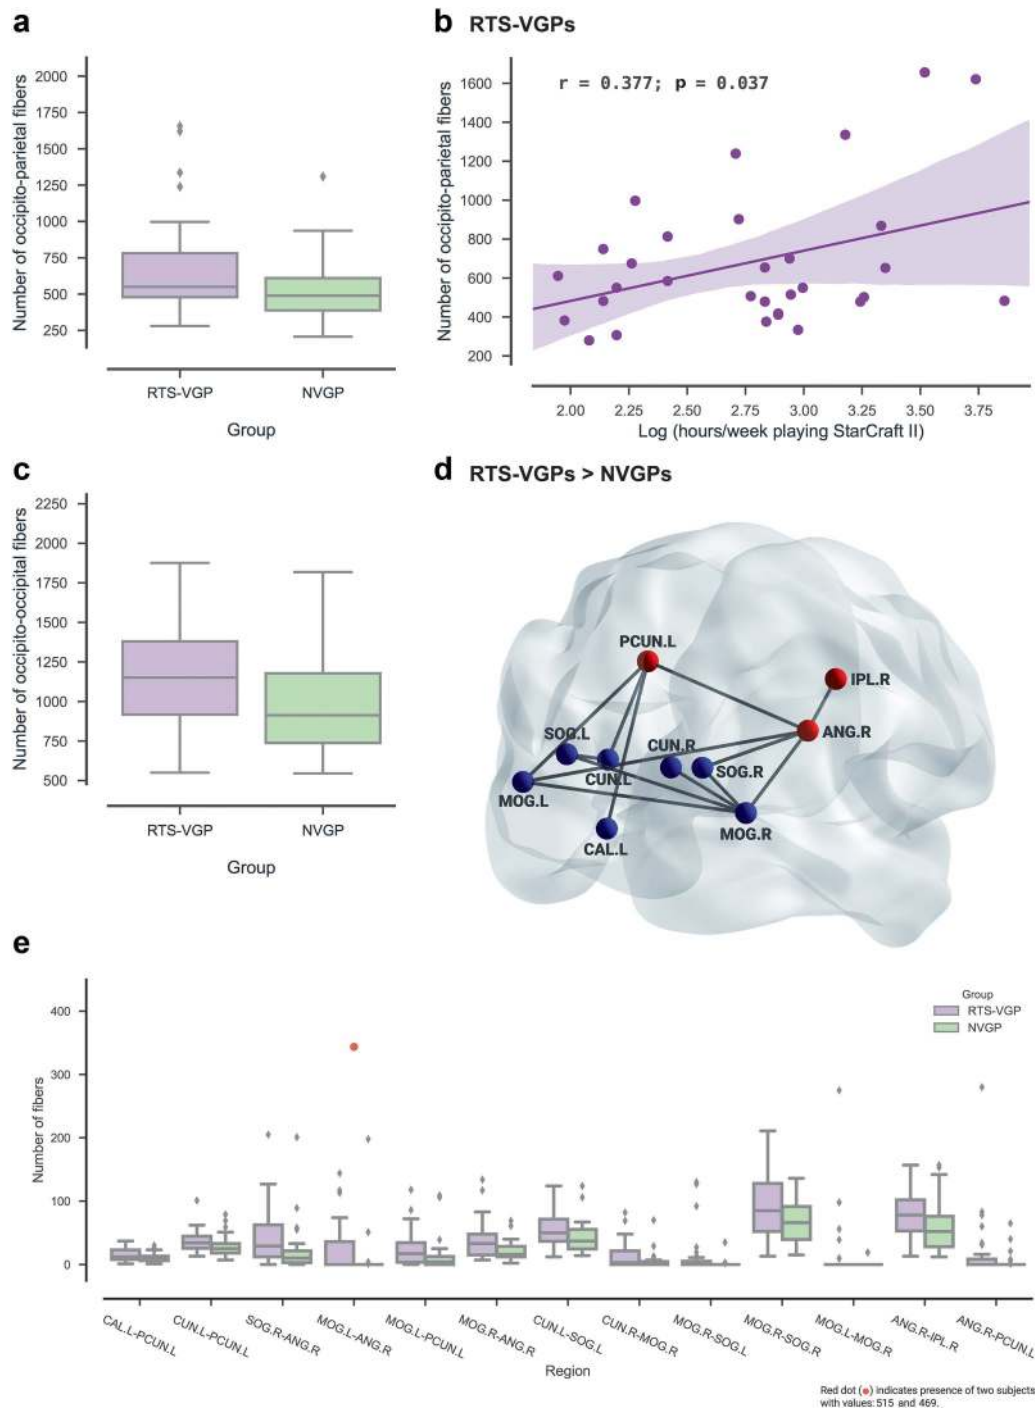 a
Number of occipito-parietal fibers
2000
1750
1500
1250
1000
750
500
250
RTS-VGP
NVGP
Group
b RTS-VGPs
r = 0.377; p = 0.037
Number of occipito-parietal fibers
1600
1400
1200
1000
800
600
400
200
2.00 2.25 2.50 2.75 3.00 3.25 3.50 3.75
Log (hours/week playing StarCraft II)
c
Number of occipito-occipital fibers
2250
2000
1750
1500
1250
1000
750
500
RTS-VGP
NVGP
Group
d RTS-VGPs > NVGPs
PCUN.L
IPL.R
ANG.R
SOG.L
CUN.R
CUN.L
SOG.R
MOG.L
MOG.R
CAL.L
e
Number of fibers
400
300
200
100
0
Group
RTS-VGP
NVGP
CAL.L-PCUN.L
CUN.L-PCUN.L
SOG.R-ANG.R
MOG.L-ANG.R
MOG.L-PCUN.L
MOG.R-ANG.R
CUN.L-SOG.L
CUN.R-MOG.R
MOG.R-SOG.L
MOG.R-SOG.R
MOG.L-MOG.R
ANG.R-IPL.R
ANG.R-PCUN.L
Region
Red dot (●) indicates presence of two subjects
with values: 515 and 469.